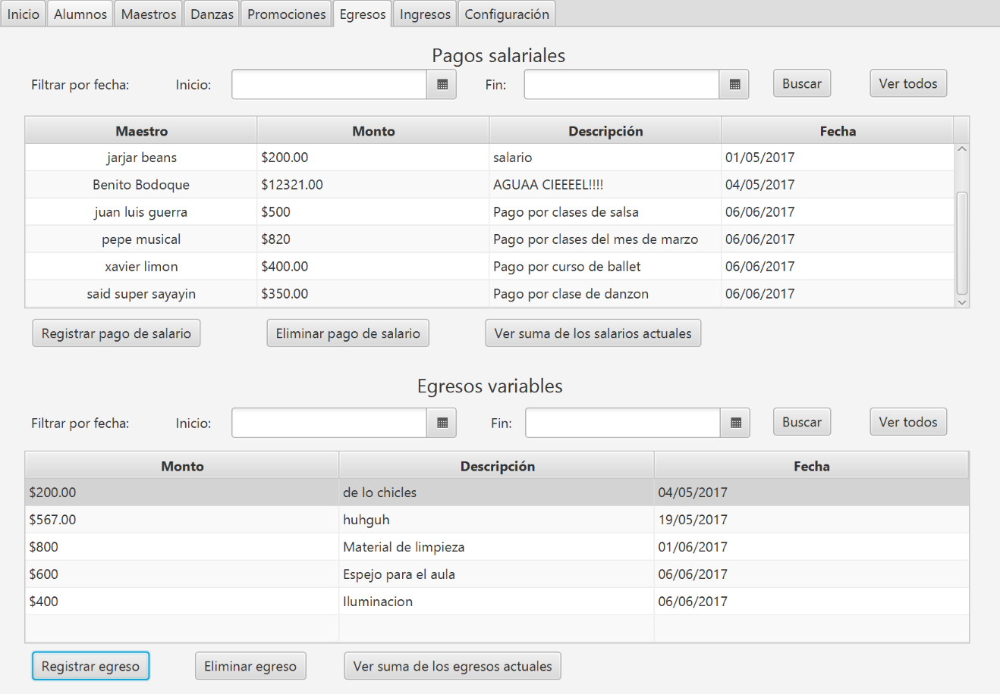 Inicio Alumnos Maestros Danzas Promociones Egresos Ingresos Configuración
Pagos salariales
Filtrar por fecha: Inicio: Fin: Buscar Ver todos
Maestro Monto Descripción Fecha
jarjar beans $200.00 salario 01/05/2017
Benito Bodoque $12321.00 AGUAA CIEEEEL!!!! 04/05/2017
juan luis guerra $500 Pago por clases de salsa 06/06/2017
pepe musical $820 Pago por clases del mes de marzo 06/06/2017
xavier limon $400.00 Pago por curso de ballet 06/06/2017
said super sayayin $350.00 Pago por clase de danzon 06/06/2017
Registrar pago de salario Eliminar pago de salario Ver suma de los salarios actuales
Egresos variables
Filtrar por fecha: Inicio: Fin: Buscar Ver todos
Monto Descripción Fecha
$200.00 de lo chicles 04/05/2017
$567.00 huhguh 19/05/2017
$800 Material de limpieza 01/06/2017
$600 Espejo para el aula 06/06/2017
$400 Iluminacion 06/06/2017
Registrar egreso Eliminar egreso Ver suma de los egresos actuales